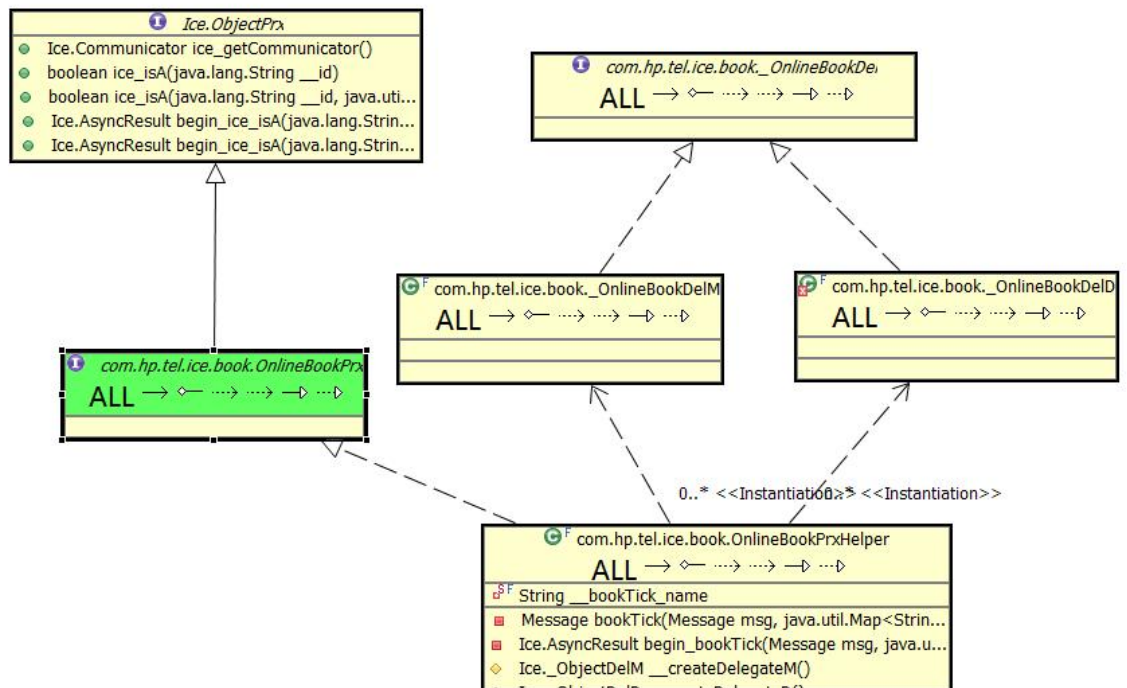 Ice.ObjectPrx
Ice.Communicator ice_getCommunicator()
boolean ice_isA(java.lang.String __id)
boolean ice_isA(java.lang.String __id, java.uti...
Ice.AsyncResult begin_ice_isA(java.lang.Strin...
Ice.AsyncResult begin_ice_isA(java.lang.Strin...
com.hp.tel.ice.book._OnlineBookDel
ALL
com.hp.tel.ice.book._OnlineBookDelM
ALL
com.hp.tel.ice.book._OnlineBookDelD
ALL
com.hp.tel.ice.book.OnlineBookPrx
ALL
0..* <<Instantiation>>
0..* <<Instantiation>>
com.hp.tel.ice.book.OnlineBookPrxHelper
ALL
String __bookTick_name
Message bookTick(Message msg, java.util.Map<Strin...
Ice.AsyncResult begin_bookTick(Message msg, java.u...
Ice._ObjectDelM __createDelegateM()